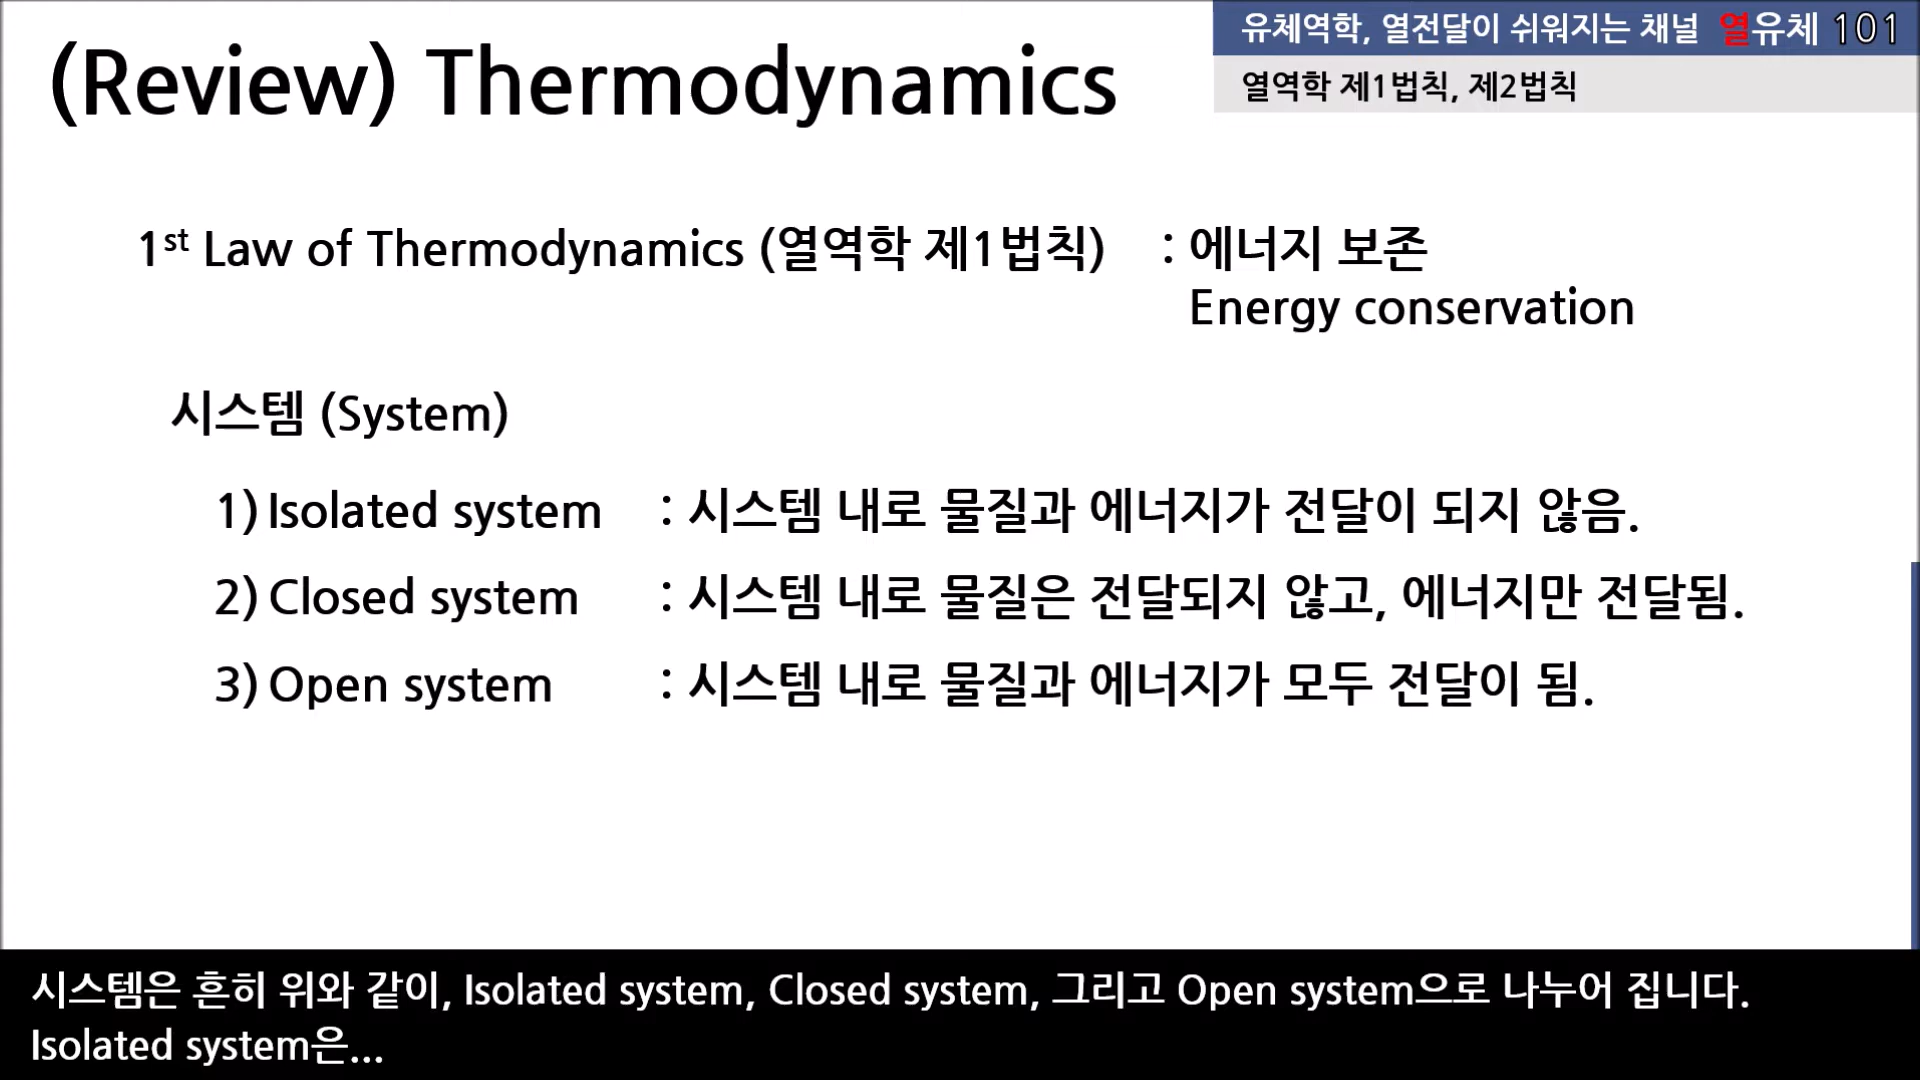 유체역학, 열전달이 쉬워지는 채널 열유체 101
열역학 제1법칙, 제2법칙
(Review) Thermodynamics
1st Law of Thermodynamics (열역학 제1법칙) : 에너지 보존
Energy conservation
시스템 (System)
1) Isolated system : 시스템 내로 물질과 에너지가 전달이 되지 않음.
2) Closed system : 시스템 내로 물질은 전달되지 않고, 에너지만 전달됨.
3) Open system : 시스템 내로 물질과 에너지가 모두 전달이 됨.
시스템은 흔히 위와 같이, Isolated system, Closed system, 그리고 Open system으로 나누어 집니다.
Isolated system은...